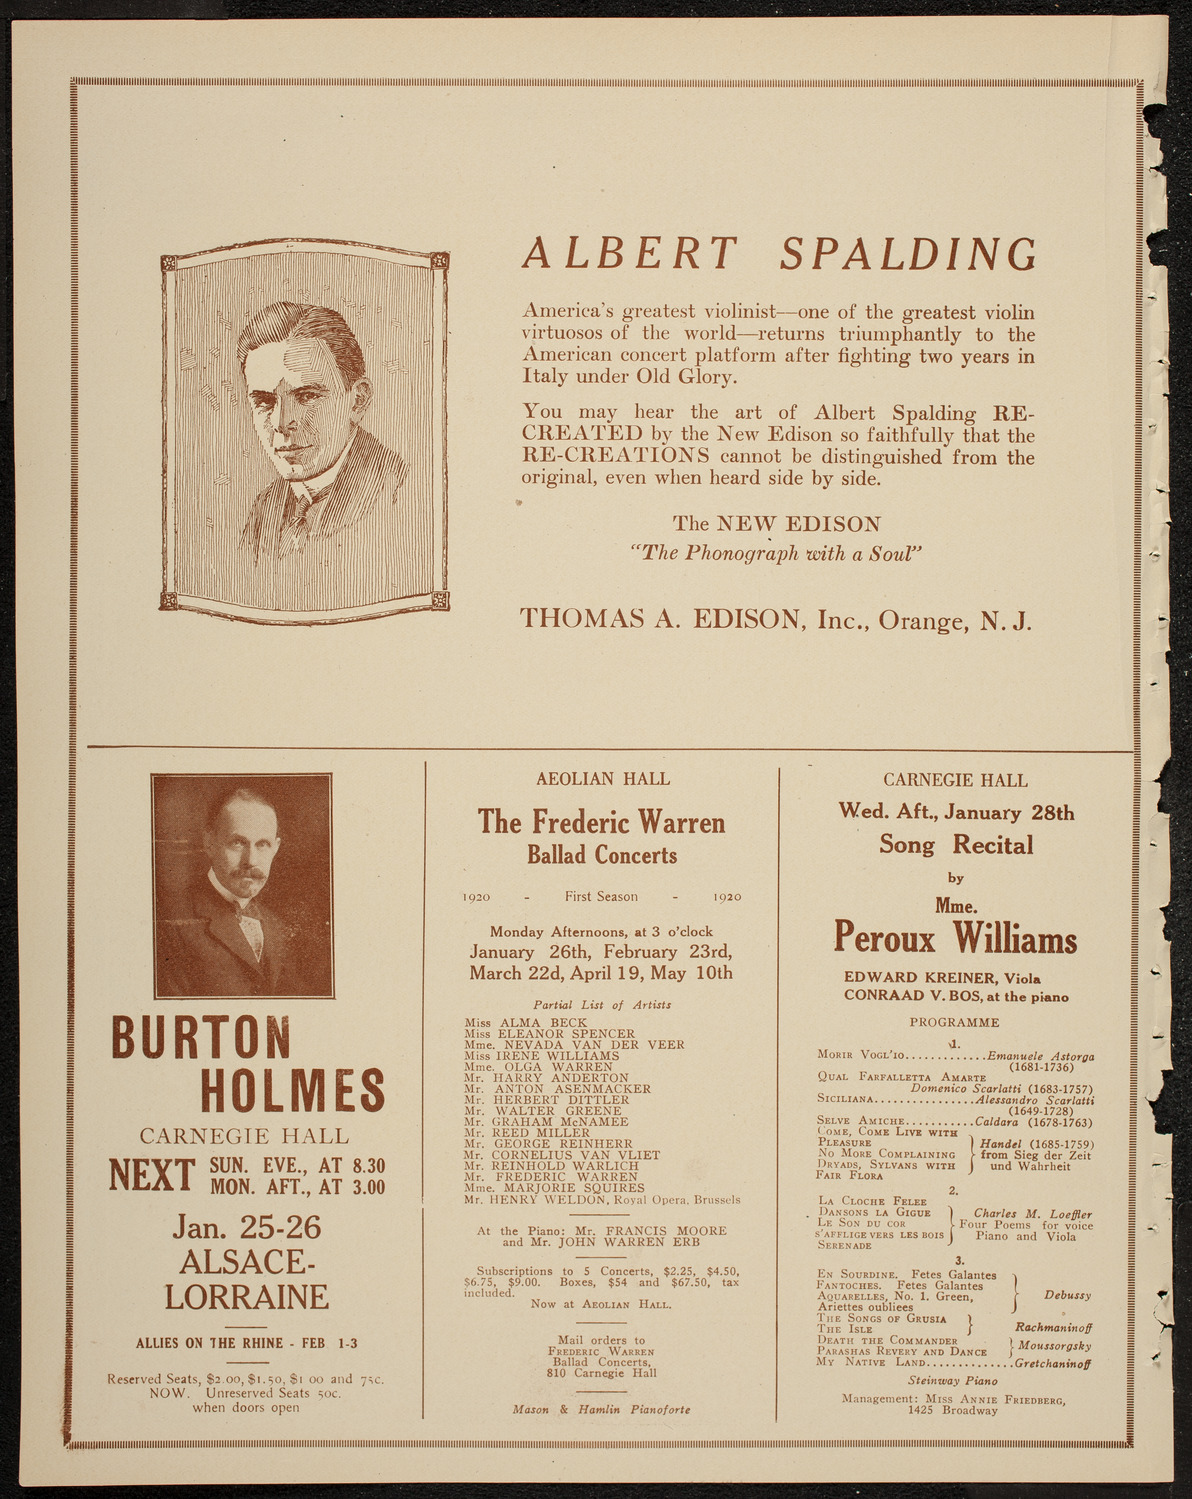 ALBERT SPALDING
America's greatest violinist—one of the greatest violin
virtuosos of the world—returns triumphantly to the
American concert platform after fighting two years in
Italy under Old Glory.
You may hear the art of Albert Spalding RE-
CREATED by the New Edison so faithfully that the
RE-CREATIONS cannot be distinguished from the
original, even when heard side by side.
The NEW EDISON
"The Phonograph with a Soul"
THOMAS A. EDISON, Inc., Orange, N. J.
BURTON
HOLMES
CARNEGIE HALL
NEXT SUN. EVE., AT 8.30
MON. AFT., AT 3.00
Jan. 25-26
ALSACE-
LORRAINE
ALLIES ON THE RHINE - FEB 1-3
Reserved Seats, $2.00, $1.50, $1 00 and 75c.
NOW. Unreserved Seats 50c.
when doors open
AEOLIAN HALL
The Frederic Warren
Ballad Concerts
1920 - First Season - 1920
Monday Afternoons, at 3 o'clock
January 26th, February 23rd,
March 22d, April 19, May 10th
Partial List of Artists
Miss ALMA BECK
Miss ELEANOR SPENCER
Mme. NEVADA VAN DER VEER
Miss IRENE WILLIAMS
Mme. OLGA WARREN
Mr. HARRY ANDERTON
Mr. ANTON ASENMACKER
Mr. HERBERT DITTLER
Mr. WALTER GREENE
Mr. GRAHAM McNAMEE
Mr. REED MILLER
Mr. GEORGE REINHERR
Mr. CORNELIUS VAN VLIET
Mr. REINHOLD WARLICH
Mr. FREDERIC WARREN
Mme. MARJORIE SQUIRES
Mr. HENRY WELDON, Royal Opera, Brussels
At the Piano: Mr. FRANCIS MOORE
and Mr. JOHN WARREN ERB
Subscriptions to 5 Concerts, $2.25, $4.50,
$6.75, $9.00. Boxes, $54 and $67.50, tax
included.
Now at AEOLIAN HALL.
Mail orders to
FREDERIC WARREN
Ballad Concerts,
810 Carnegie Hall
Mason & Hamlin Pianoforte
CARNEGIE HALL
Wed. Aft., January 28th
Song Recital
by
Mme.
Peroux Williams
EDWARD KREINER, Viola
CONRAAD V. BOS, at the piano
PROGRAMME
1.
MORIR VOGL'IO.............Emanuele Astorga
(1681-1736)
QUAL FARFALLETTA AMARTE
Domenico Scarlatti (1683-1757)
SICILIANA................Alessandro Scarlatti
(1649-1728)
SELVE AMICHE...........Caldara (1678-1763)
COME, COME LIVE WITH
PLEASURE Handel (1685-1759)
NO MORE COMPLAINING from Sieg der Zeit
DRYADS, SYLVANS WITH und Wahrheit
FAIR FLORA
2.
LA CLOCHE FELEE
DANSONS LA GIGUE Charles M. Loeffler
LE SON DU COR Four Poems for voice
S'AFFLIGE VERS LES BOIS Piano and Viola
SERENADE
3.
EN SOURDINE. Fetes Galantes
FANTOCHES. Fetes Galantes
AQUARELLES, No. 1. Green, Debussy
Ariettes oubliees
THE SONGS OF GRUSIA
THE ISLE Rachmaninoff
DEATH THE COMMANDER Moussorgsky
PARASHAS REVERY AND DANCE
MY NATIVE LAND..............Gretchaninoff
Steinway Piano
Management: MISS ANNIE FRIEDBERG,
1425 Broadway